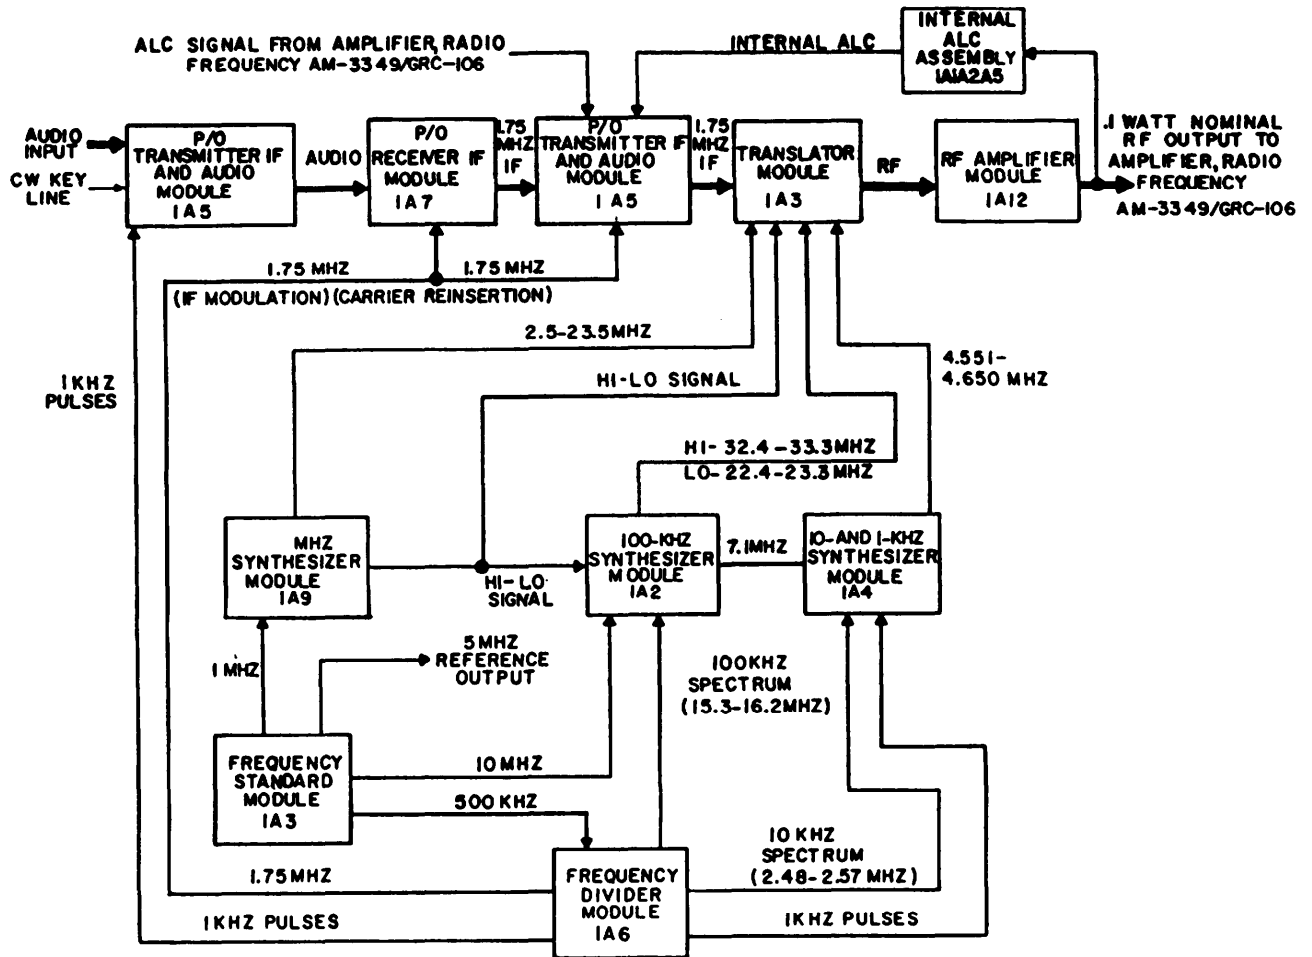 ALC SIGNAL FROM AMPLIFIER, RADIO
FREQUENCY AM-3349/GRC-106
INTERNAL ALC
INTERNAL
ALC
ASSEMBLY
1A1A2A5
AUDIO
INPUT
CW KEY
LINE
P/O
TRANSMITTER IF
AND AUDIO
MODULE
1A5
AUDIO
P/O
RECEIVER IF
MODULE
1A7
1.75
MHZ
IF
P/O
TRANSMITTER IF
AND AUDIO
MODULE
1A5
1.75
MHZ
IF
TRANSLATOR
MODULE
1A3
RF
RF AMPLIFIER
MODULE
1A12
.1 WATT NOMINAL
RF OUTPUT TO
AMPLIFIER, RADIO
FREQUENCY
AM-3349/GRC-106
1.75 MHZ
1.75 MHZ
(IF MODULATION) (CARRIER REINSERTION)
2.5-23.5MHZ
1KHZ
PULSES
HI-LO SIGNAL
4.551-
4.650 MHZ
HI-32.4-33.3MHZ
LO-22.4-23.3MHZ
MHZ
SYNTHESIZER
MODULE
1A9
HI-LO
SIGNAL
100-KHZ
SYNTHESIZER
MODULE
1A2
7.1MHZ
10-AND 1-KHZ
SYNTHESIZER
MODULE
1A4
1 MHZ
5MHZ
REFERENCE
OUTPUT
100KHZ
SPECTRUM
(15.3-16.2MHZ)
FREQUENCY
STANDARD
MODULE
1A3
10MHZ
500 KHZ
10 KHZ
SPECTRUM
(2.48-2.57 MHZ)
1.75MHZ
FREQUENCY
DIVIDER
MODULE
1A6
1KHZ PULSES
1KHZ PULSES